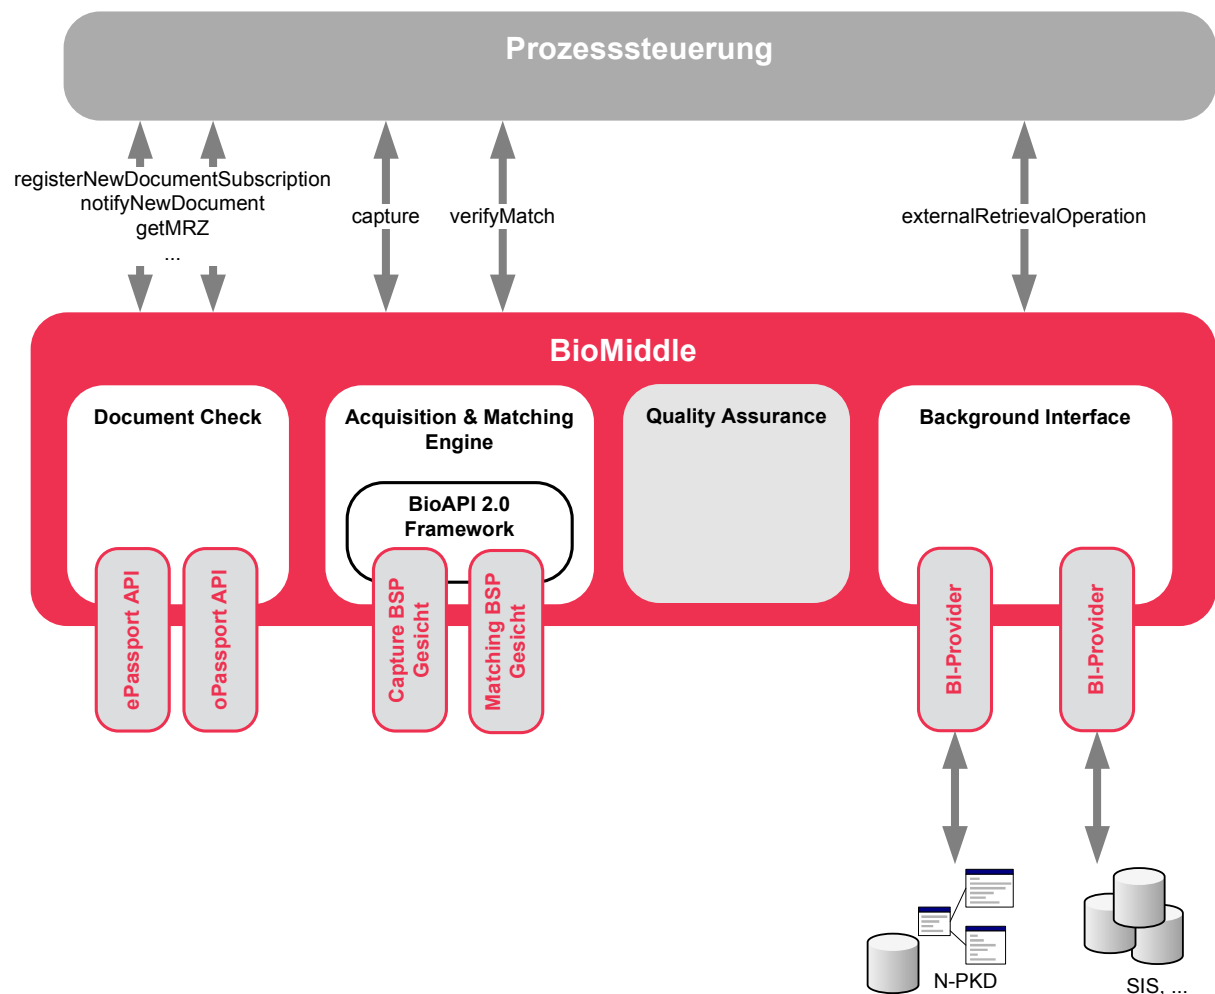 Prozesssteuerung
registerNewDocumentSubscription
notifyNewDocument
getMRZ
...
capture
verifyMatch
externalRetrievalOperation
BioMiddle
Document Check
Acquisition & Matching
Engine
Quality Assurance
Background Interface
BioAPI 2.0
Framework
ePassport API
oPassport API
Capture BSP
Gesicht
Matching BSP
Gesicht
BI-Provider
BI-Provider
N-PKD
SIS, ...